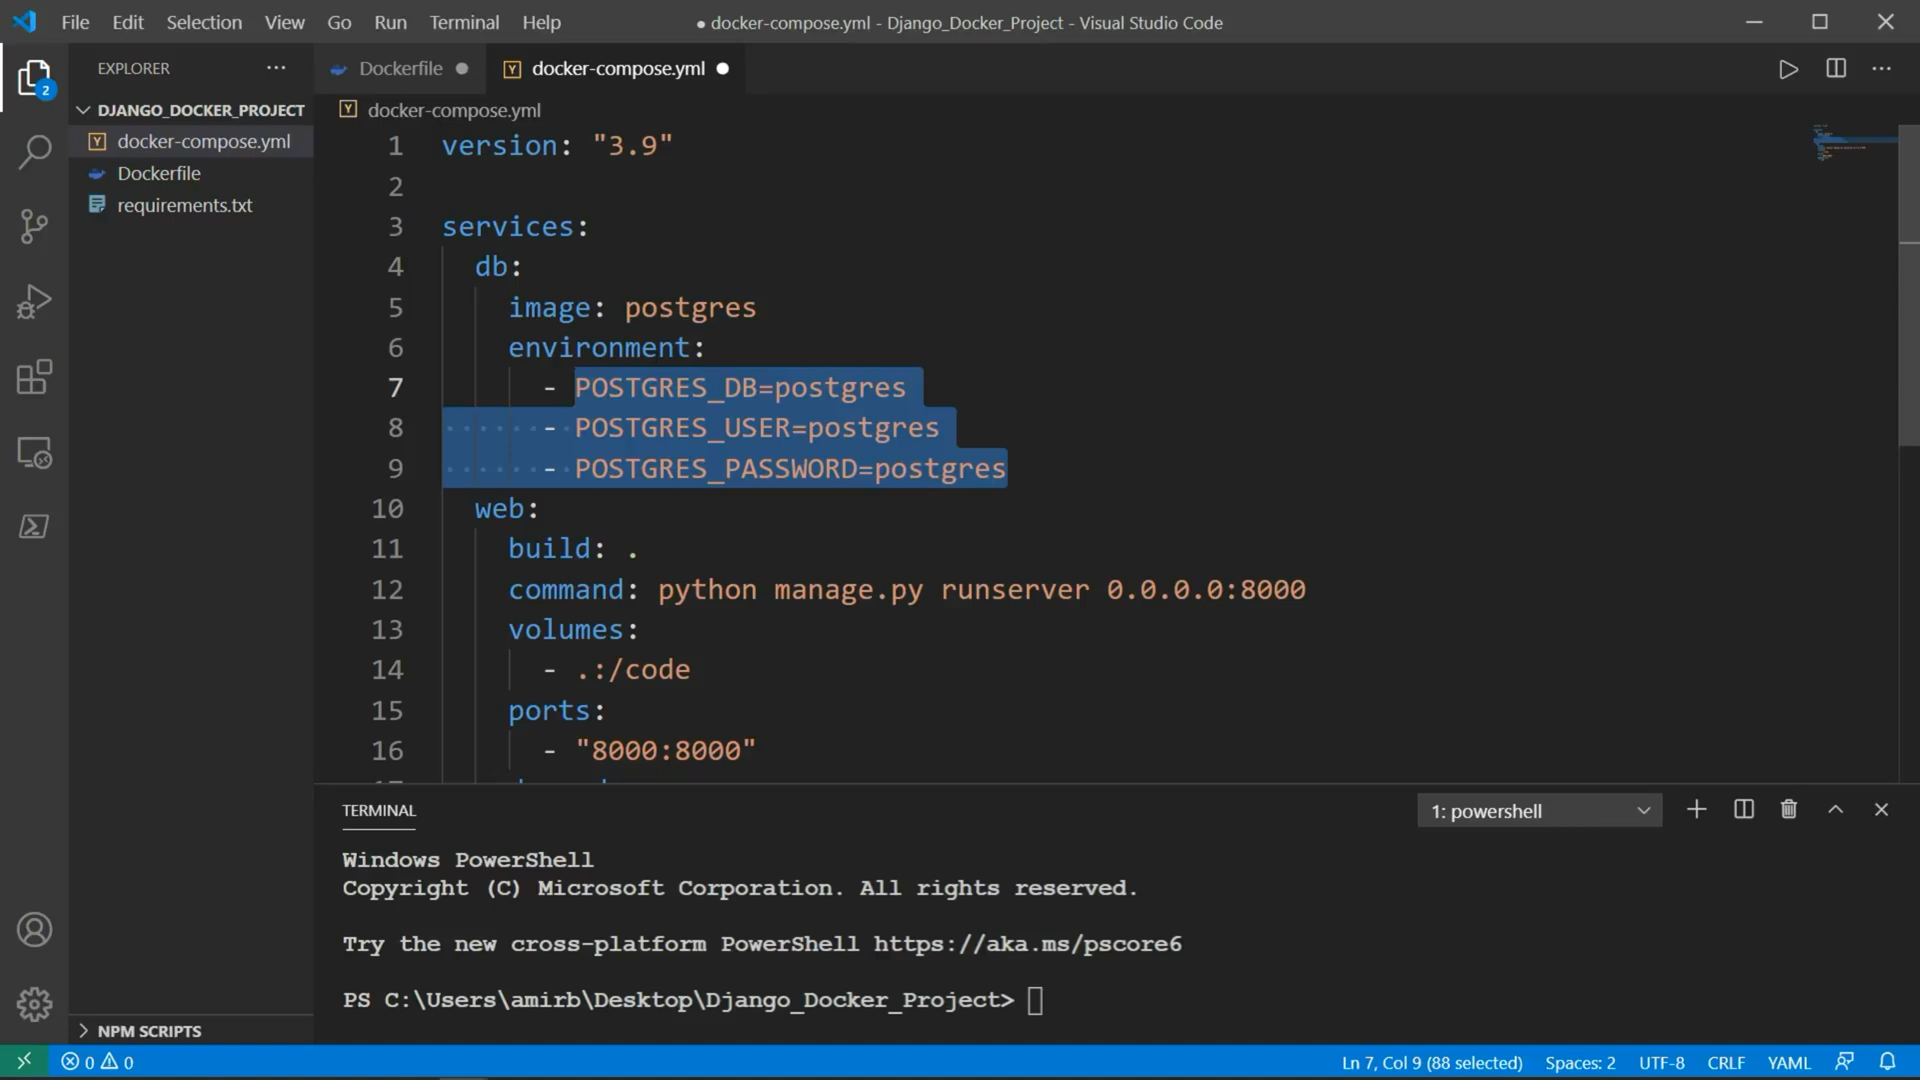 File Edit Selection View Go Run Terminal Help
● docker-compose.yml - Django_Docker_Project - Visual Studio Code
EXPLORER
Dockerfile
docker-compose.yml
2
DJANGO_DOCKER_PROJECT
docker-compose.yml
Dockerfile
requirements.txt
NPM SCRIPTS
docker-compose.yml
1 version: "3.9"
2
3 services:
4 db:
5 image: postgres
6 environment:
7 - POSTGRES_DB=postgres
8 - POSTGRES_USER=postgres
9 - POSTGRES_PASSWORD=postgres
10 web:
11 build: .
12 command: python manage.py runserver 0.0.0.0:8000
13 volumes:
14 - .:/code
15 ports:
16 - "8000:8000"
TERMINAL
1: powershell
Windows PowerShell
Copyright (C) Microsoft Corporation. All rights reserved.
Try the new cross-platform PowerShell https://aka.ms/pscore6
PS C:\Users\amirb\Desktop\Django_Docker_Project>
0 0
Ln 7, Col 9 (88 selected) Spaces: 2 UTF-8 CRLF YAML